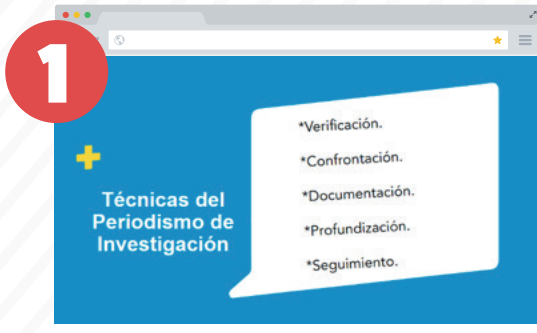 1
Técnicas del
Periodismo de
Investigación
*Verificación.
*Confrontación.
*Documentación.
*Profundización.
*Seguimiento.